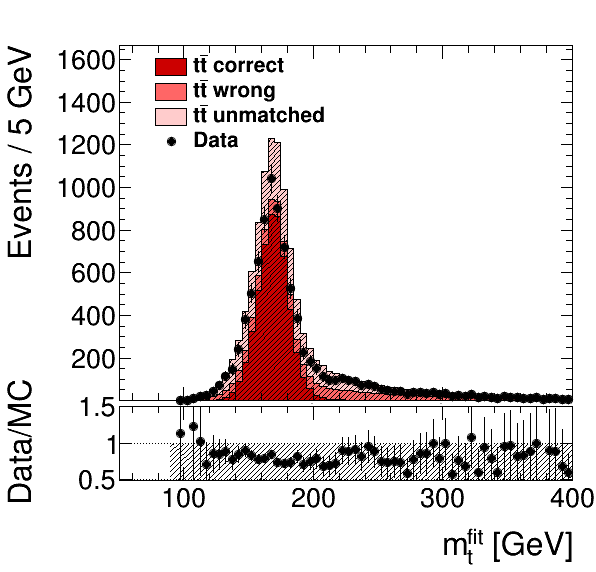 Events / 5 GeV
1600
1400
1200
1000
800
600
400
200
tt̄ correct
tt̄ wrong
tt̄ unmatched
Data
Data/MC
1.5
1
0.5
100
200
300
400
m_t^fit [GeV]